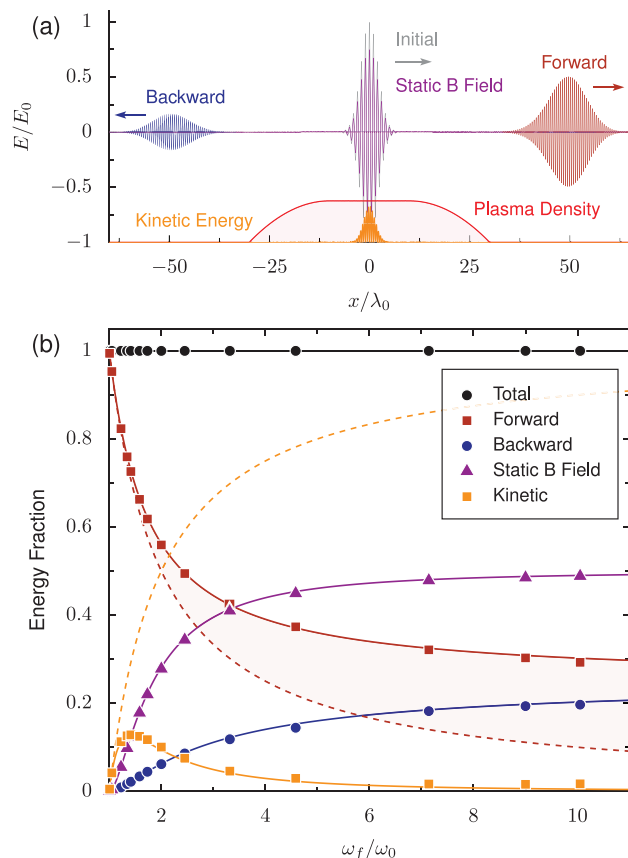 (a)
1
0.5
0
−0.5
−1
E/E₀
Initial
Static B Field
Forward
Backward
Kinetic Energy
Plasma Density
−50
−25
0
25
50
x/λ₀
(b)
1
0.8
0.6
0.4
0.2
0
Energy Fraction
Total
Forward
Backward
Static B Field
Kinetic
2
4
6
8
10
ω_f/ω₀